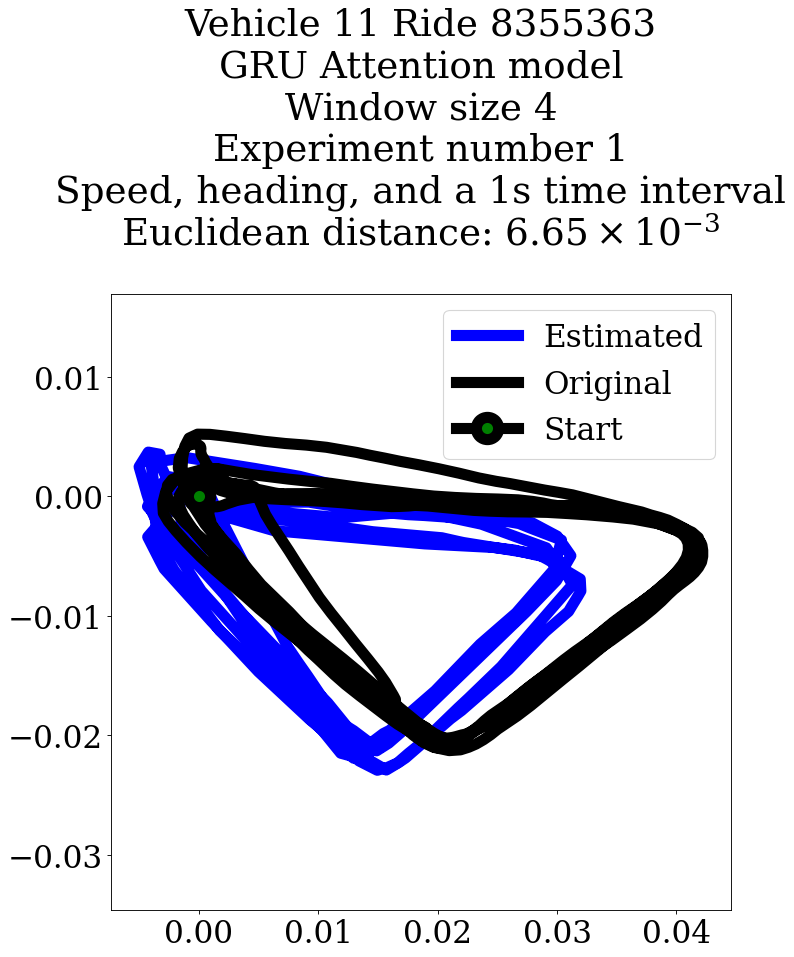 Vehicle 11 Ride 8355363
GRU Attention model
Window size 4
Experiment number 1
Speed, heading, and a 1s time interval
Euclidean distance: 6.65 × 10⁻³
Estimated
Original
Start
0.01
0.00
−0.01
−0.02
−0.03
0.00 0.01 0.02 0.03 0.04